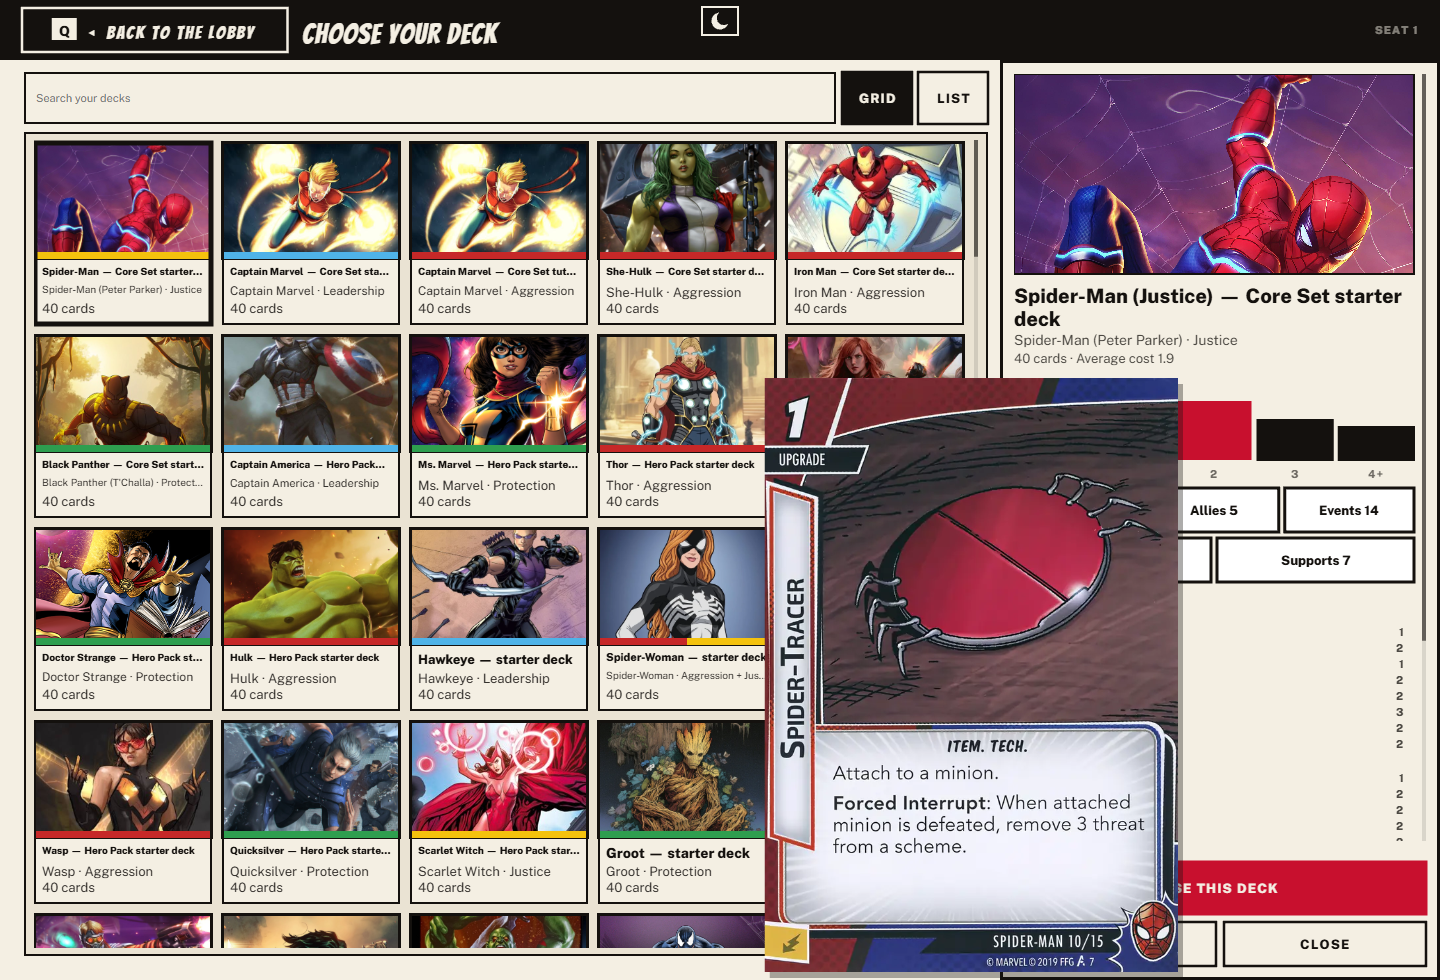 Q ◂ BACK TO THE LOBBY
CHOOSE YOUR DECK
SEAT 1
Search your decks
GRID
LIST
Spider-Man — Core Set starter...
Spider-Man (Peter Parker) · Justice
40 cards
Captain Marvel — Core Set sta...
Captain Marvel · Leadership
40 cards
Captain Marvel — Core Set tut...
Captain Marvel · Aggression
40 cards
She-Hulk — Core Set starter d...
She-Hulk · Aggression
40 cards
Iron Man — Core Set starter de...
Iron Man · Aggression
40 cards
Black Panther — Core Set start...
Black Panther (T'Challa) · Protect...
40 cards
Captain America — Hero Pack...
Captain America · Leadership
40 cards
Ms. Marvel — Hero Pack starte...
Ms. Marvel · Protection
40 cards
Thor — Hero Pack starter deck
Thor · Aggression
40 cards
Doctor Strange — Hero Pack st...
Doctor Strange · Protection
40 cards
Hulk — Hero Pack starter deck
Hulk · Aggression
40 cards
Hawkeye — starter deck
Hawkeye · Leadership
40 cards
Spider-Woman — starter deck
Spider-Woman · Aggression + Jus...
40 cards
Wasp — Hero Pack starter deck
Wasp · Aggression
40 cards
Quicksilver — Hero Pack starte...
Quicksilver · Protection
40 cards
Scarlet Witch — Hero Pack star...
Scarlet Witch · Justice
40 cards
Groot — starter deck
Groot · Protection
40 cards
Spider-Man (Justice) — Core Set starter
deck
Spider-Man (Peter Parker) · Justice
40 cards · Average cost 1.9
2
3
4+
Allies 5
Events 14
Supports 7
1
2
1
2
2
3
2
2
1
2
2
2
THIS DECK
CLOSE
1
UPGRADE
SPIDER-TRACER
ITEM. TECH.
Attach to a minion.
Forced Interrupt: When attached
minion is defeated, remove 3 threat
from a scheme.
SPIDER-MAN 10/15
© MARVEL © 2019 FFG 7